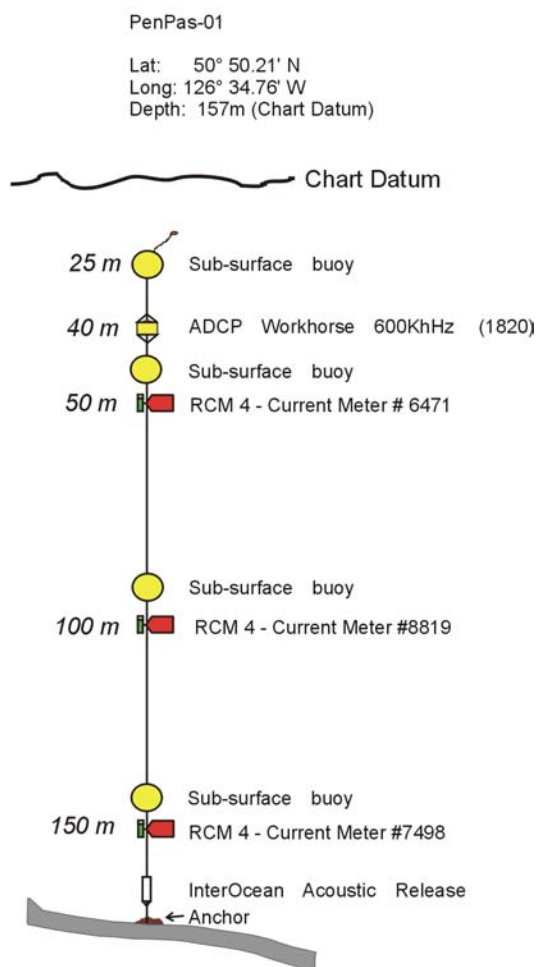 PenPas-01
Lat: 50° 50.21' N
Long: 126° 34.76' W
Depth: 157m (Chart Datum)
Chart Datum
25 m Sub-surface buoy
40 m ADCP Workhorse 600KhHz (1820)
Sub-surface buoy
50 m RCM 4 - Current Meter # 6471
Sub-surface buoy
100 m RCM 4 - Current Meter #8819
Sub-surface buoy
150 m RCM 4 - Current Meter #7498
InterOcean Acoustic Release
Anchor